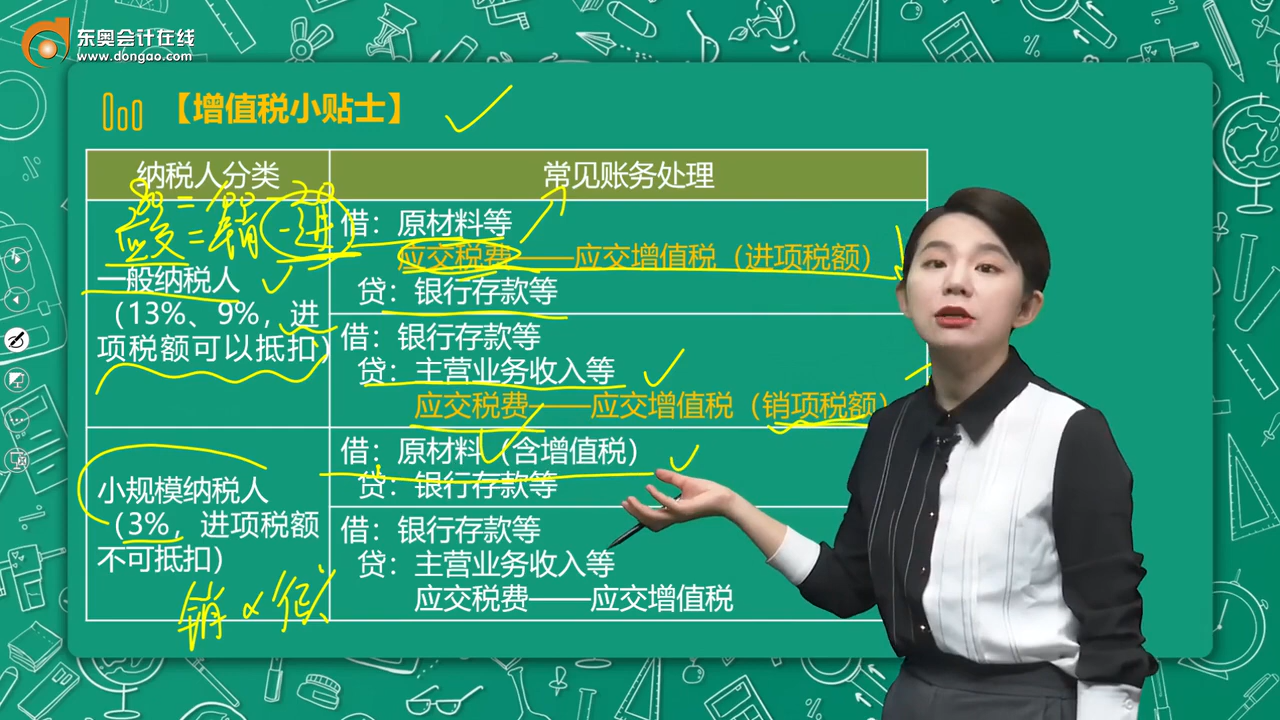 东奥会计在线
www.dongao.com
【增值税小贴士】
纳税人分类
常见账务处理
80 = 100 - 20
应交 = 销 - 进
一般纳税人
（13%、9%，进
项税额可以抵扣）
借：原材料等
应交税费——应交增值税（进项税额）
贷：银行存款等
借：银行存款等
贷：主营业务收入等
应交税费——应交增值税（销项税额）
小规模纳税人
（3%，进项税额
不可抵扣）
借：原材料（含增值税）
贷：银行存款等
借：银行存款等
贷：主营业务收入等
应交税费——应交增值税
销